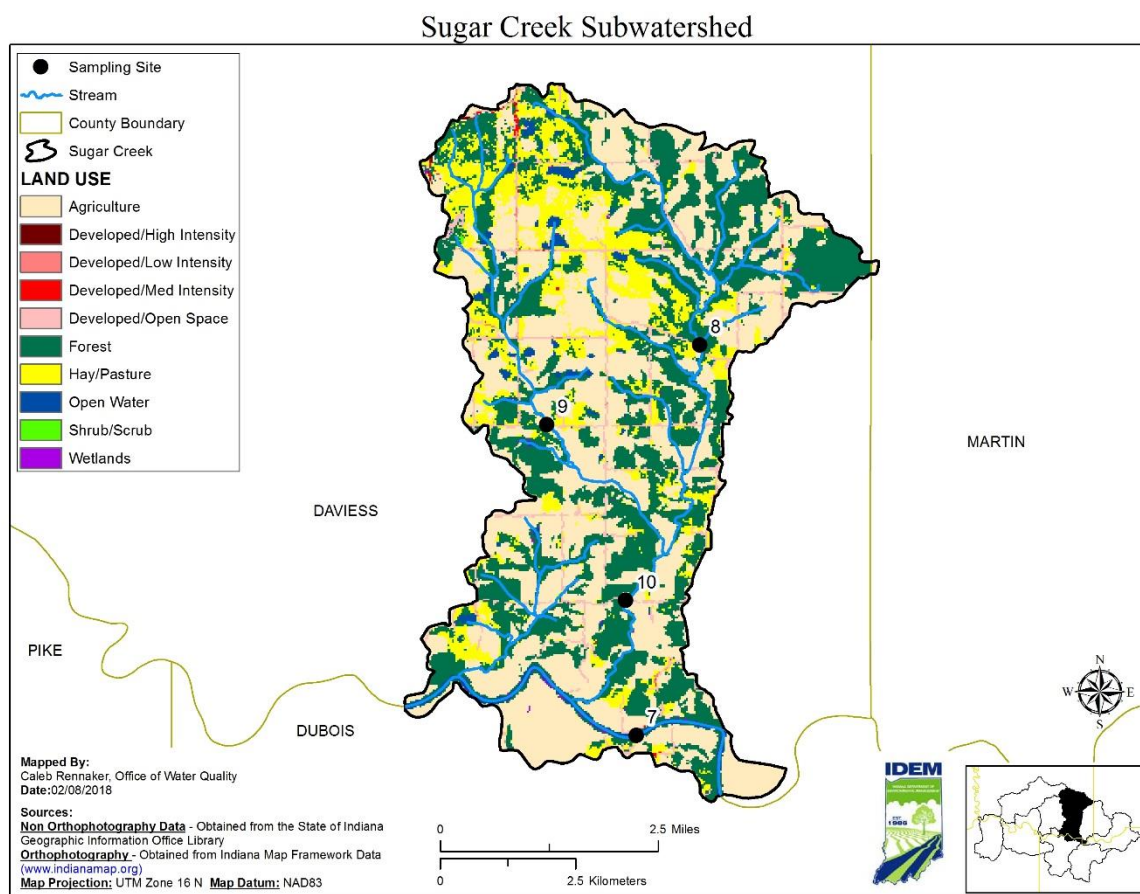 Sugar Creek Subwatershed
Sampling Site
Stream
County Boundary
Sugar Creek
LAND USE
Agriculture
Developed/High Intensity
Developed/Low Intensity
Developed/Med Intensity
Developed/Open Space
Forest
Hay/Pasture
Open Water
Shrub/Scrub
Wetlands
8
9
MARTIN
DAVIESS
10
PIKE
7
DUBOIS
N
W E
S
Mapped By:
Caleb Rennaker, Office of Water Quality
Date:02/08/2018
Sources:
Non Orthophotography Data - Obtained from the State of Indiana
Geographic Information Office Library
Orthophotography - Obtained from Indiana Map Framework Data
(www.indianamap.org)
Map Projection: UTM Zone 16 N Map Datum: NAD83
0 2.5 Miles
0 2.5 Kilometers
IDEM
EST
1986